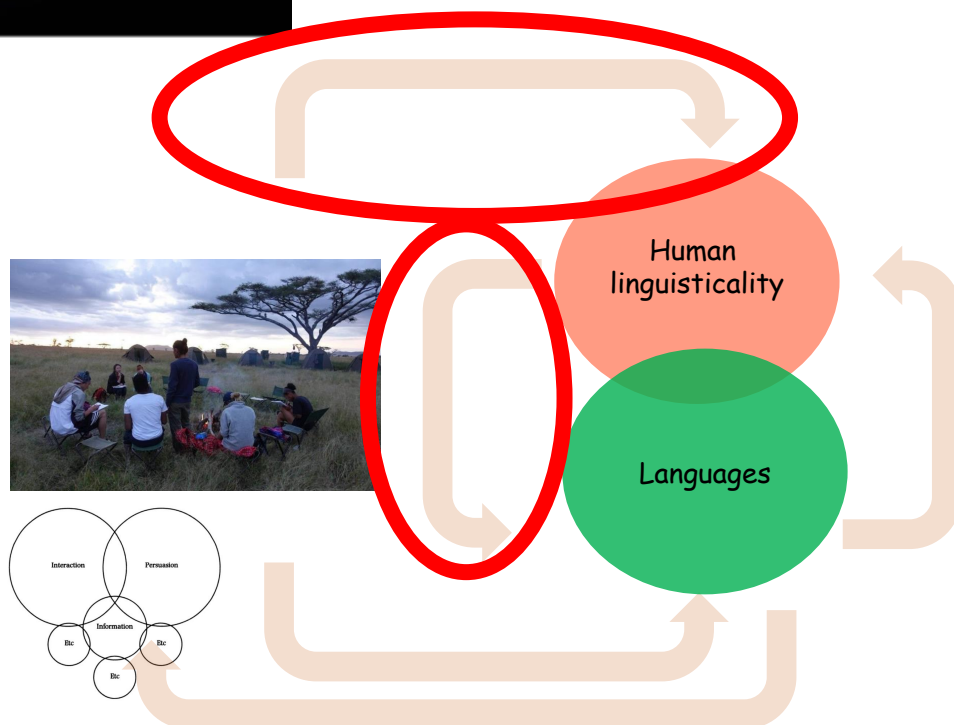 Human
linguisticality
Languages
Interaction
Persuasion
Information
Etc
Etc
Etc